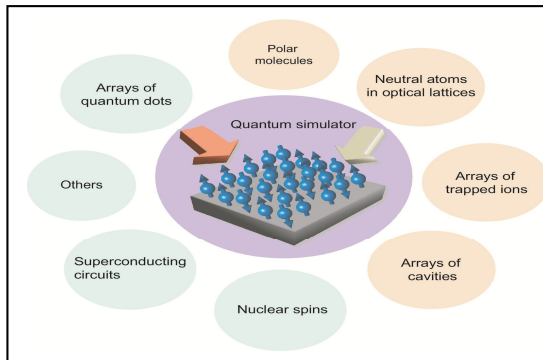 Polar
molecules
Neutral atoms
in optical lattices
Arrays of
quantum dots
Quantum simulator
Arrays of
trapped ions
Others
Superconducting
circuits
Arrays of
cavities
Nuclear spins